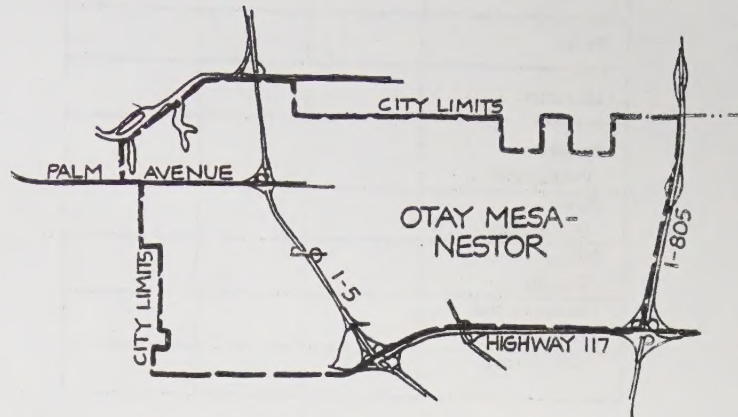 CITY LIMITS
PALM AVENUE
OTAY MESA-
NESTOR
I-805
CITY LIMITS
I-5
HIGHWAY 117